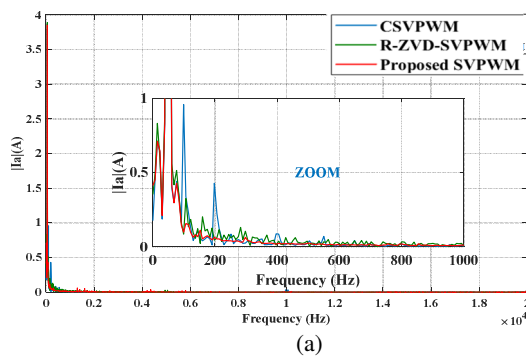 CSVPWM
R-ZVD-SVPWM
Proposed SVPWM
4
3.5
3
2.5
2
1.5
1
0.5
0
|Ia|(A)
1
0.5
0
|Ia|(A)
ZOOM
0 200 400 600 800 1000
Frequency (Hz)
0 0.2 0.4 0.6 0.8 1 1.2 1.4 1.6 1.8 2
Frequency (Hz)
×10⁴
(a)